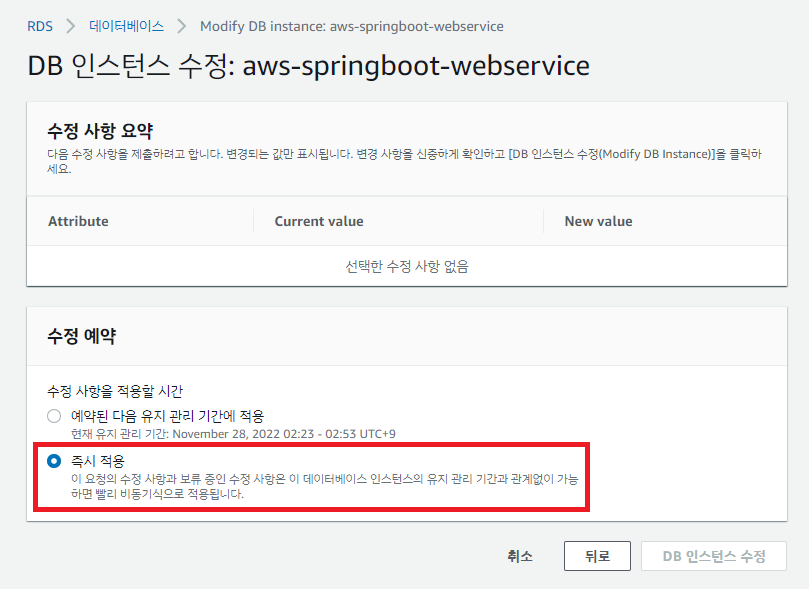 RDS > 데이터베이스 > Modify DB instance: aws-springboot-webservice
DB 인스턴스 수정: aws-springboot-webservice
수정 사항 요약
다음 수정 사항을 제출하려고 합니다. 변경되는 값만 표시됩니다. 변경 사항을 신중하게 확인하고 [DB 인스턴스 수정(Modify DB Instance)]을 클릭하
세요.
Attribute Current value New value
선택한 수정 사항 없음
수정 예약
수정 사항을 적용할 시간
예약된 다음 유지 관리 기간에 적용
현재 유지 관리 기간: November 28, 2022 02:23 - 02:53 UTC+9
즉시 적용
이 요청의 수정 사항과 보류 중인 수정 사항은 이 데이터베이스 인스턴스의 유지 관리 기간과 관계없이 가능
하면 빨리 비동기식으로 적용됩니다.
취소 뒤로 DB 인스턴스 수정